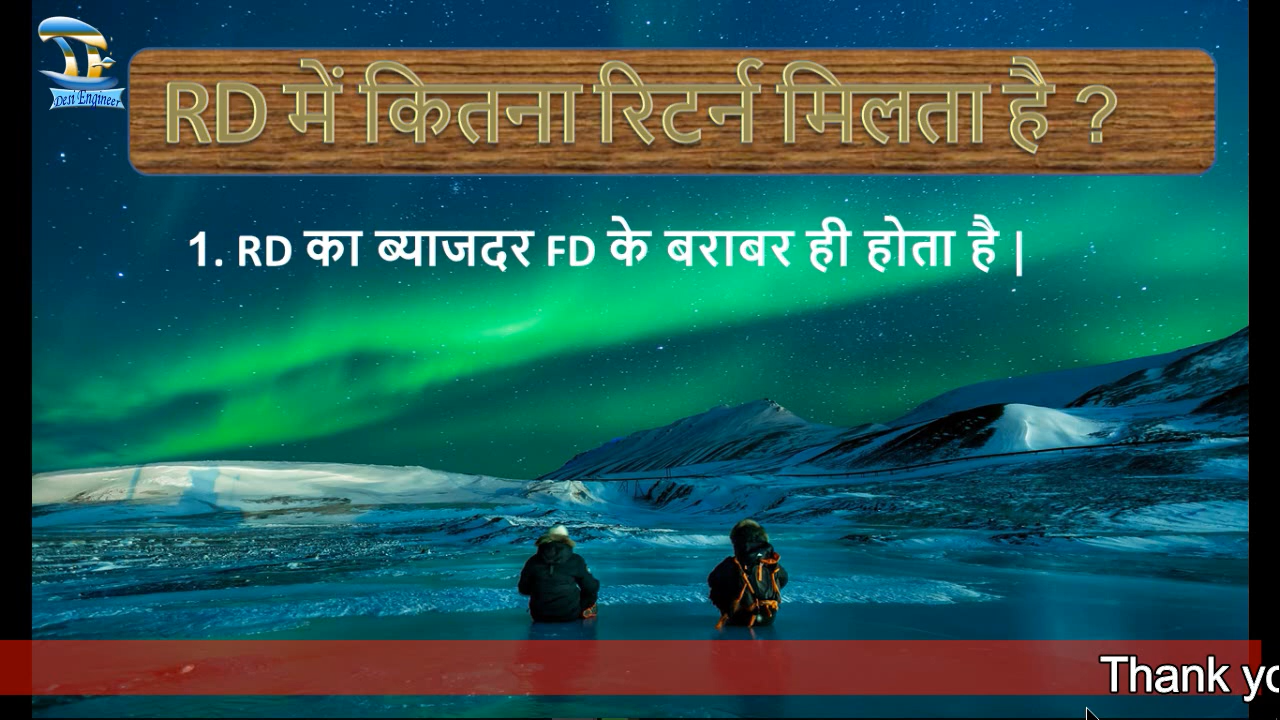 Desi Engineer
RD में कितना रिटर्न मिलता है ?
1. RD का ब्याजदर FD के बराबर ही होता है |
Thank yo